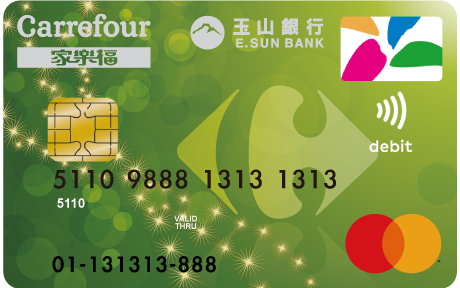 Carrefour
家樂福
玉山銀行
E.SUN BANK
debit
5110 9888 1313 1313
5110
VALID
THRU
01-131313-888